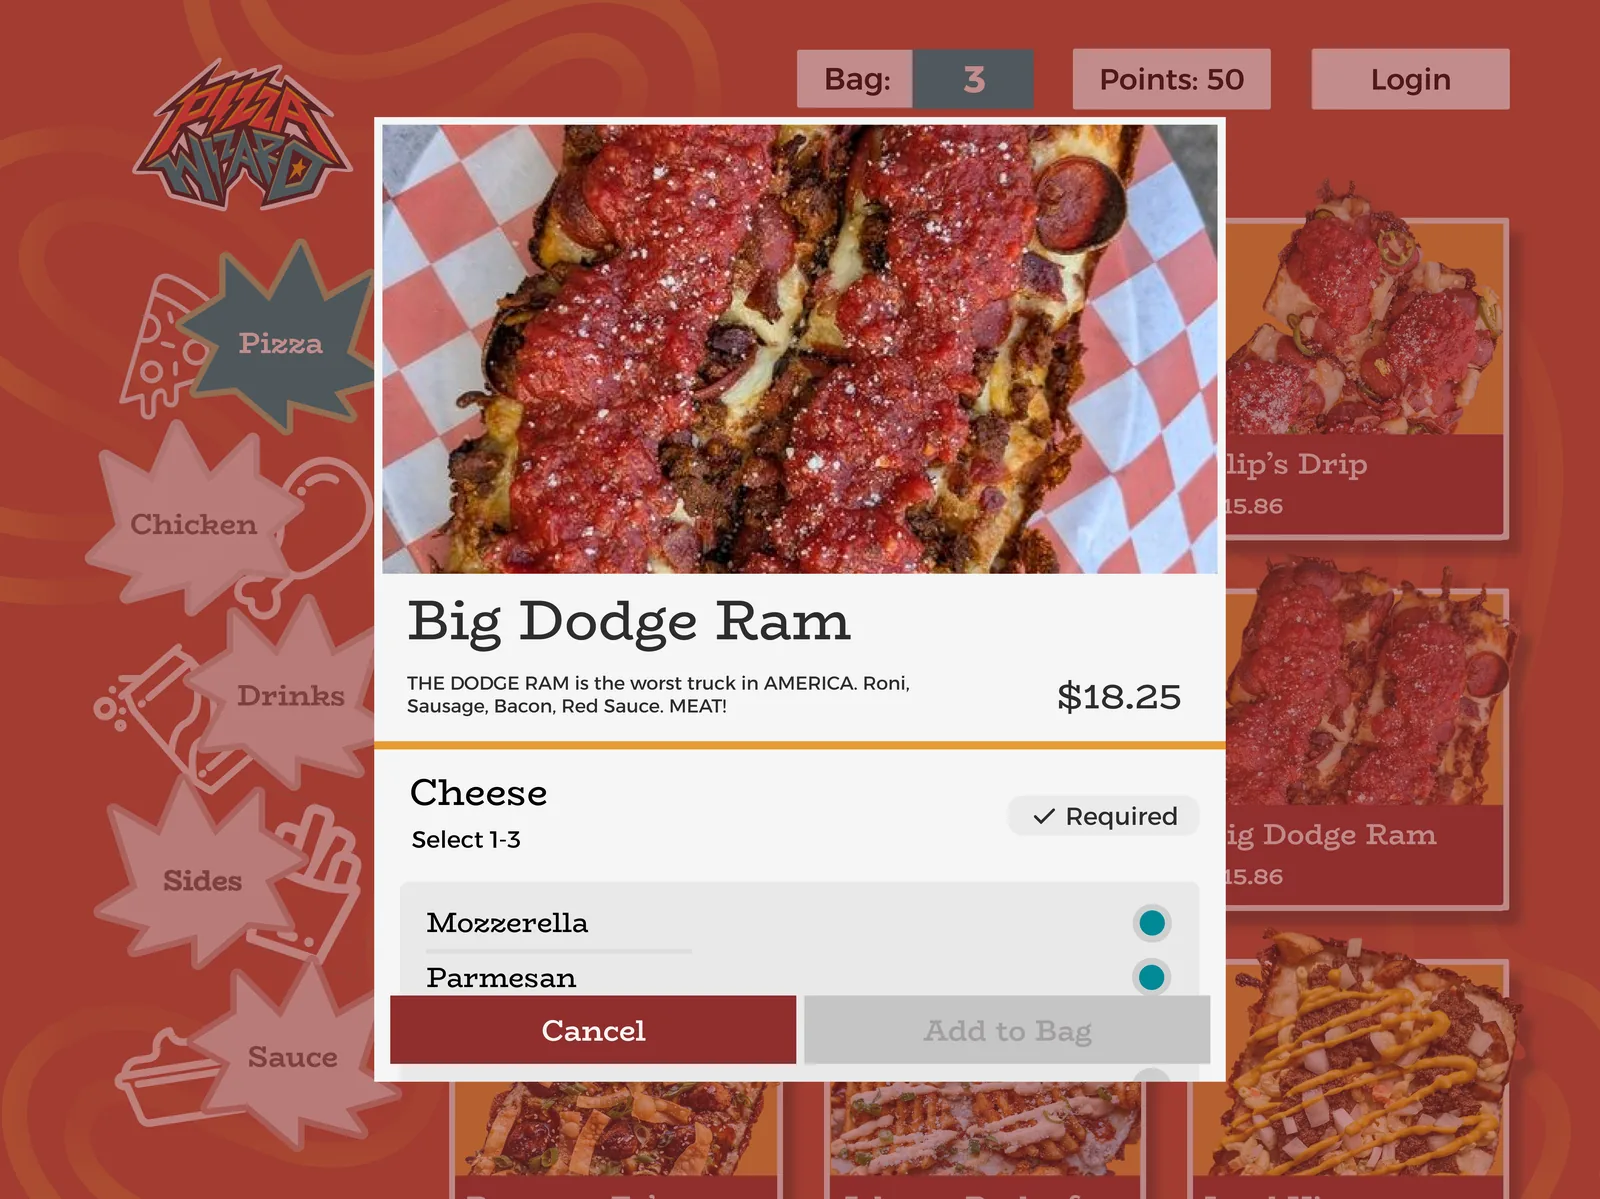 PIZZA
WIZARD
Bag: 3
Points: 50
Login
Pizza
Chicken
Drinks
Sides
Sauce
Big Dodge Ram
THE DODGE RAM is the worst truck in AMERICA. Roni,
Sausage, Bacon, Red Sauce. MEAT!
$18.25
Cheese
Select 1-3
Required
Mozzerella
Parmesan
Cancel
Add to Bag
lip's Drip
15.86
ig Dodge Ram
15.86